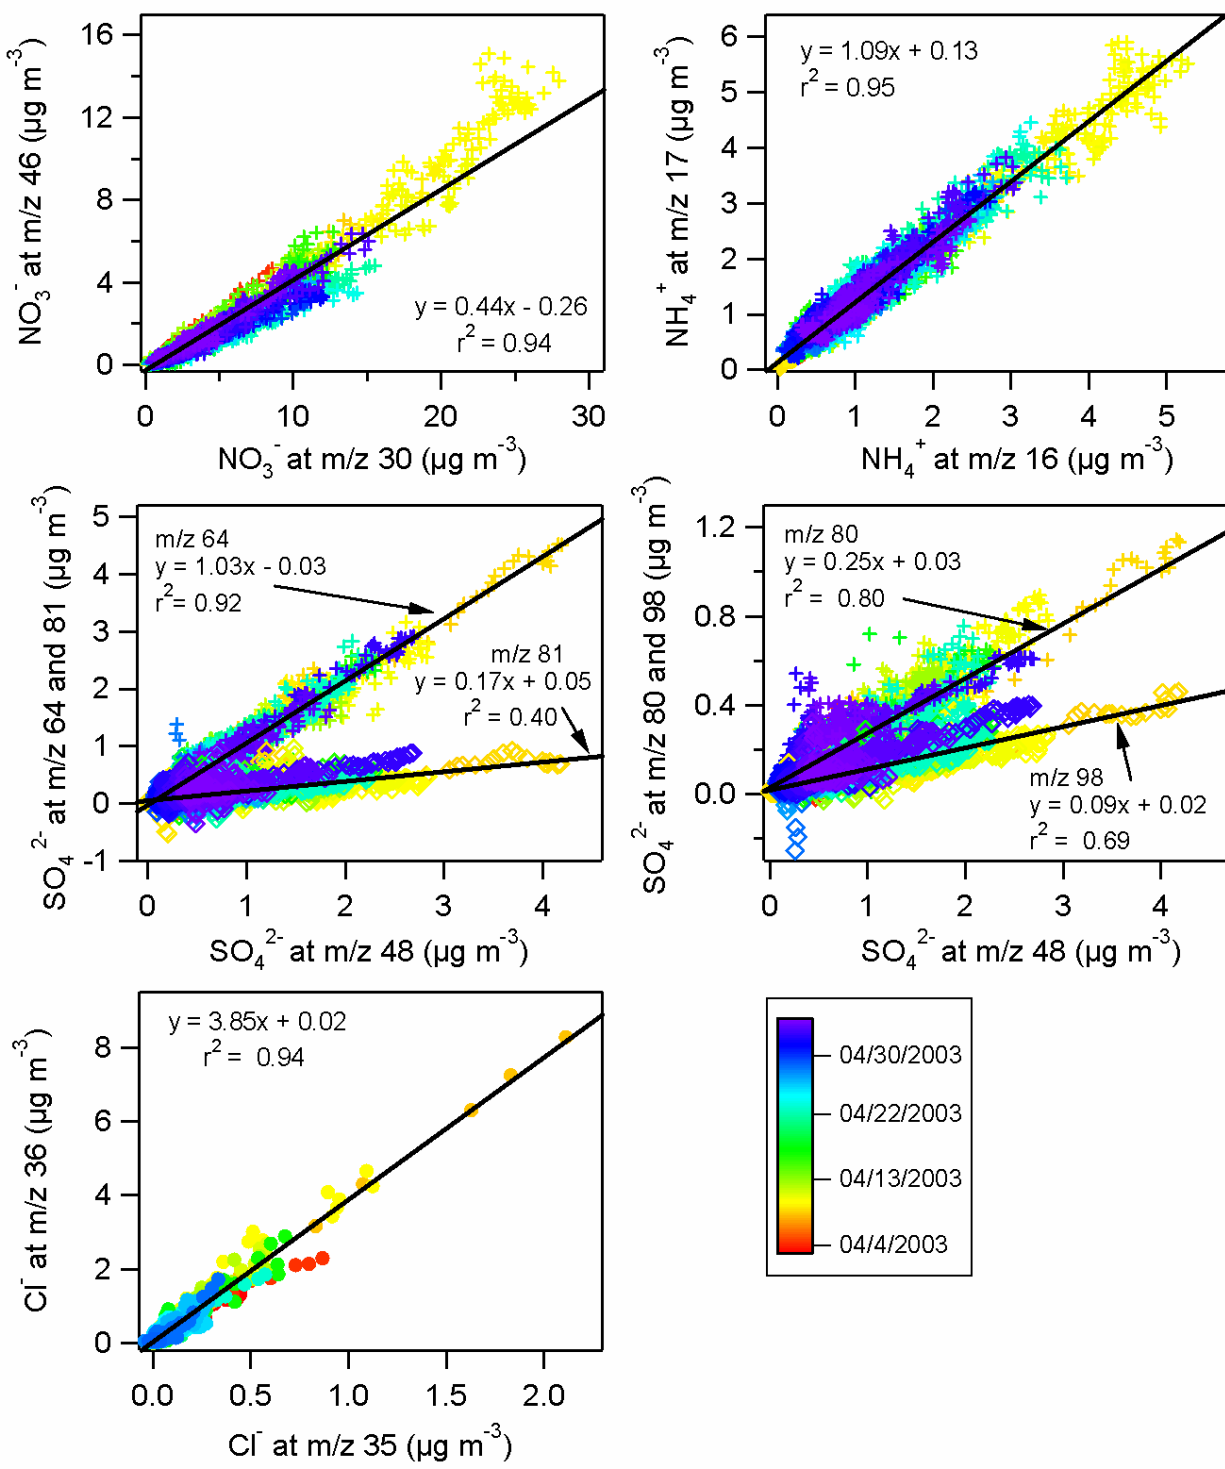 NO₃⁻ at m/z 46 (µg m⁻³)
16
12
8
4
0
y = 0.44x - 0.26
r² = 0.94
0 10 20 30
NO₃⁻ at m/z 30 (µg m⁻³)
NH₄⁺ at m/z 17 (µg m⁻³)
6
5
4
3
2
1
0
y = 1.09x + 0.13
r² = 0.95
0 1 2 3 4 5
NH₄⁺ at m/z 16 (µg m⁻³)
SO₄²⁻ at m/z 64 and 81 (µg m⁻³)
5
4
3
2
1
0
-1
m/z 64
y = 1.03x - 0.03
r² = 0.92
m/z 81
y = 0.17x + 0.05
r² = 0.40
0 1 2 3 4
SO₄²⁻ at m/z 48 (µg m⁻³)
SO₄²⁻ at m/z 80 and 98 (µg m⁻³)
1.2
0.8
0.4
0.0
m/z 80
y = 0.25x + 0.03
r² = 0.80
m/z 98
y = 0.09x + 0.02
r² = 0.69
0 1 2 3 4
SO₄²⁻ at m/z 48 (µg m⁻³)
Cl⁻ at m/z 36 (µg m⁻³)
8
6
4
2
0
y = 3.85x + 0.02
r² = 0.94
0.0 0.5 1.0 1.5 2.0
Cl⁻ at m/z 35 (µg m⁻³)
04/30/2003
04/22/2003
04/13/2003
04/4/2003